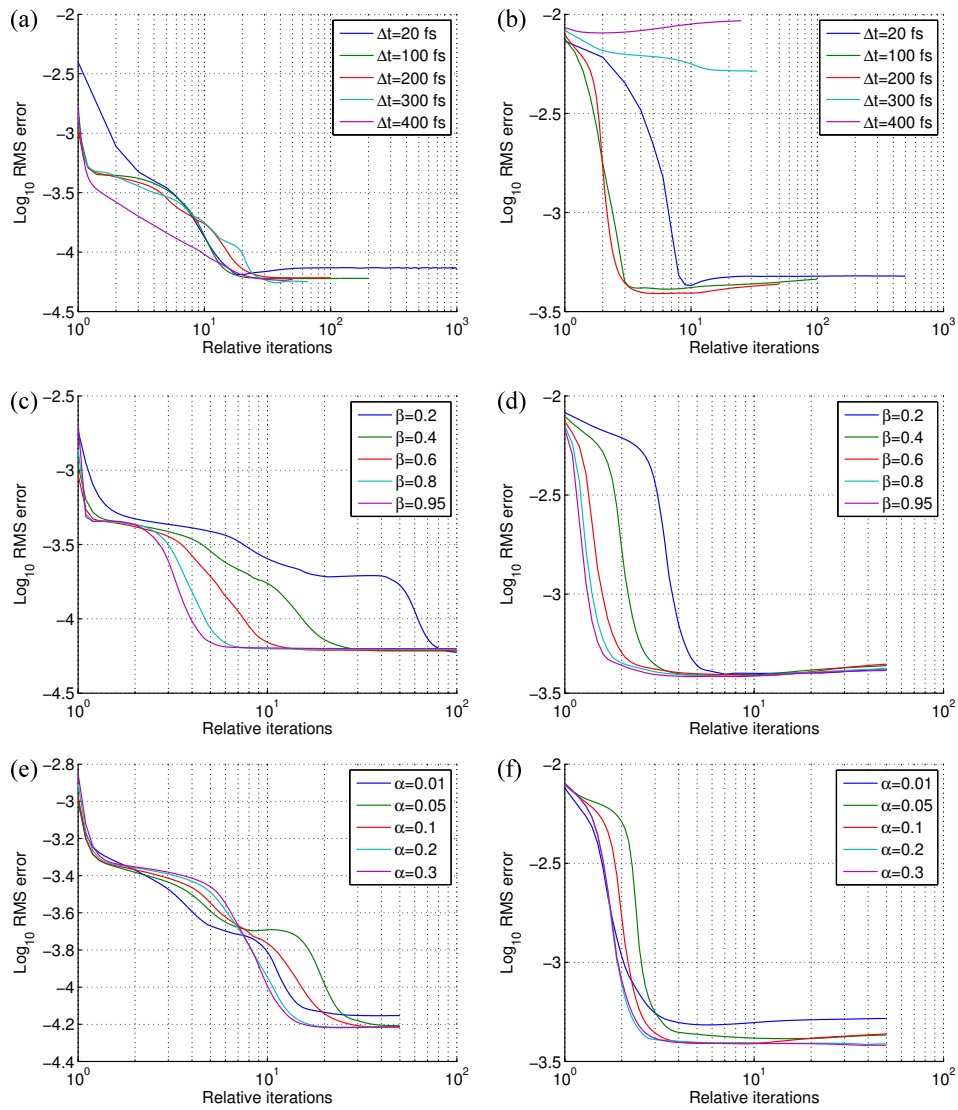 (a)
−2
−2.5
−3
−3.5
−4
−4.5
Log10 RMS error
10^0
10^1
10^2
10^3
Relative iterations
Δt=20 fs
Δt=100 fs
Δt=200 fs
Δt=300 fs
Δt=400 fs
(b)
−2
−2.5
−3
−3.5
Log10 RMS error
10^0
10^1
10^2
10^3
Relative iterations
Δt=20 fs
Δt=100 fs
Δt=200 fs
Δt=300 fs
Δt=400 fs
(c)
−2.5
−3
−3.5
−4
−4.5
Log10 RMS error
10^0
10^1
10^2
Relative iterations
β=0.2
β=0.4
β=0.6
β=0.8
β=0.95
(d)
−2
−2.5
−3
−3.5
Log10 RMS error
10^0
10^1
10^2
Relative iterations
β=0.2
β=0.4
β=0.6
β=0.8
β=0.95
(e)
−2.8
−3
−3.2
−3.4
−3.6
−3.8
−4
−4.2
−4.4
Log10 RMS error
10^0
10^1
10^2
Relative iterations
α=0.01
α=0.05
α=0.1
α=0.2
α=0.3
(f)
−2
−2.5
−3
−3.5
Log10 RMS error
10^0
10^1
10^2
Relative iterations
α=0.01
α=0.05
α=0.1
α=0.2
α=0.3